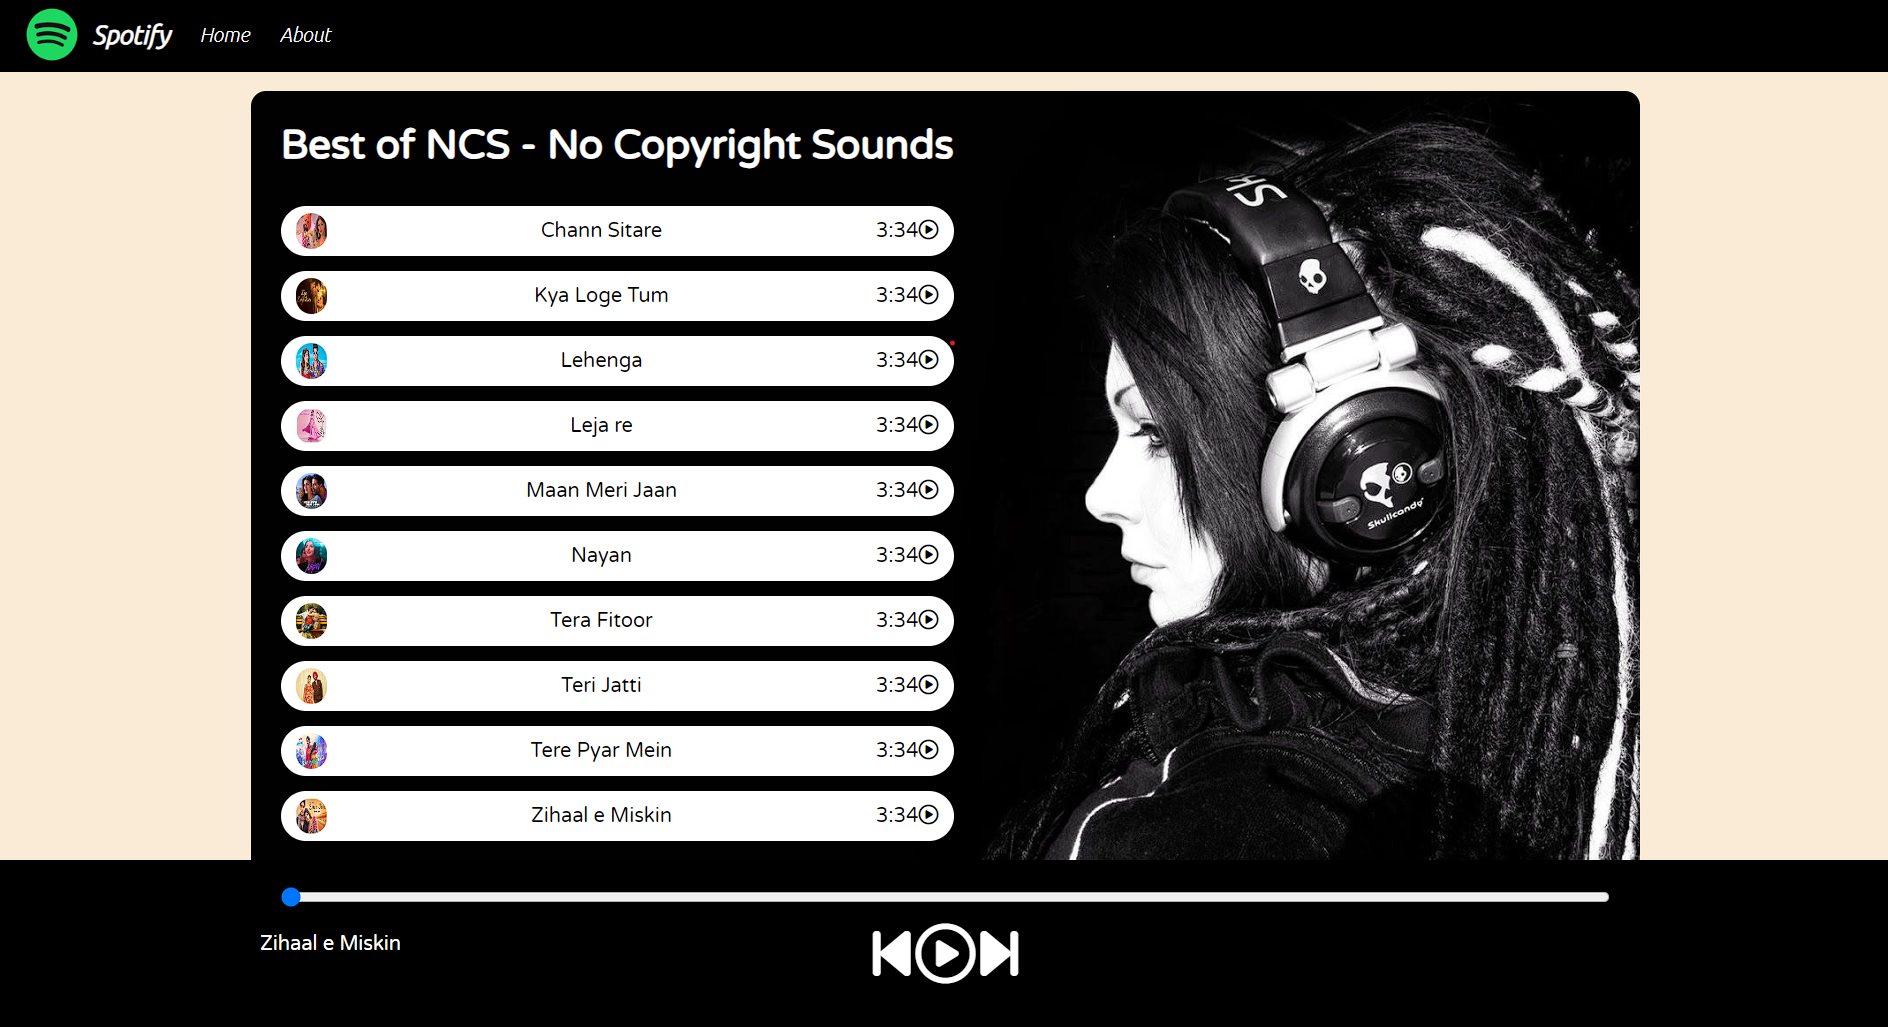 Spotify Home About
Best of NCS - No Copyright Sounds
Chann Sitare 3:34
Kya Loge Tum 3:34
Lehenga 3:34
Leja re 3:34
Maan Meri Jaan 3:34
Nayan 3:34
Tera Fitoor 3:34
Teri Jatti 3:34
Tere Pyar Mein 3:34
Zihaal e Miskin 3:34
SK
Skullcandy
Zihaal e Miskin